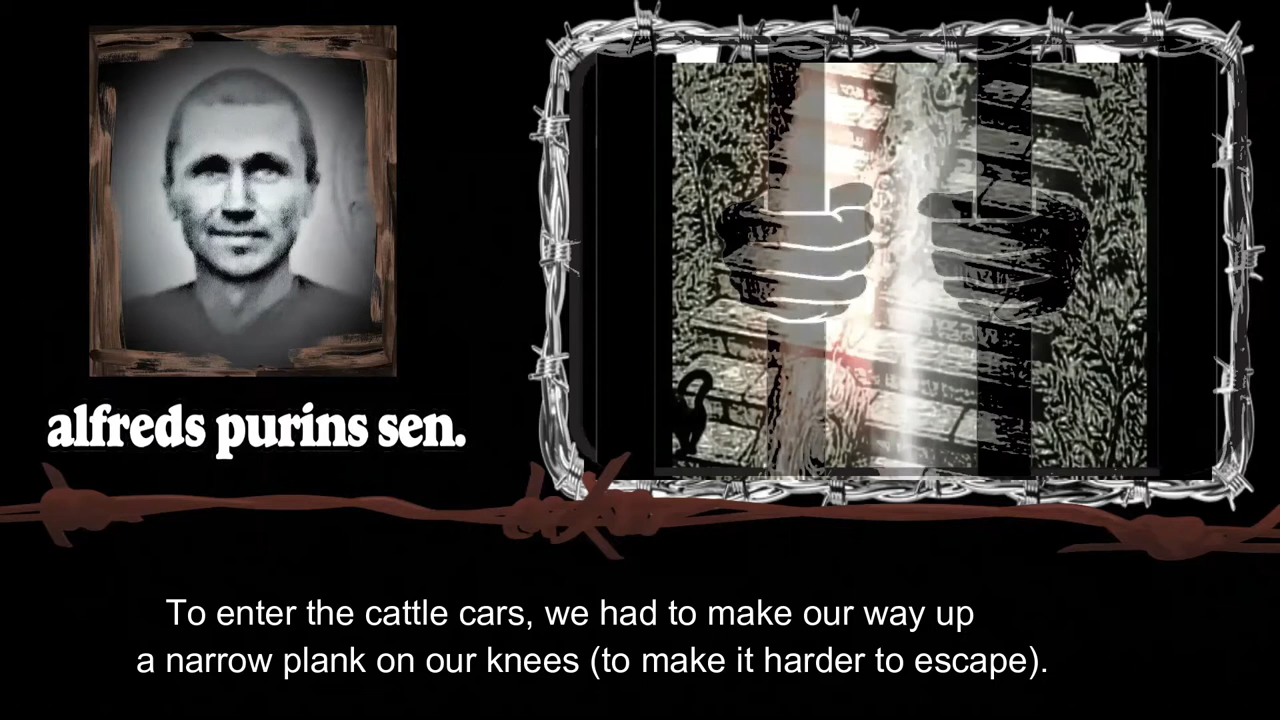 alfreds purins sen.
To enter the cattle cars, we had to make our way up
a narrow plank on our knees (to make it harder to escape).